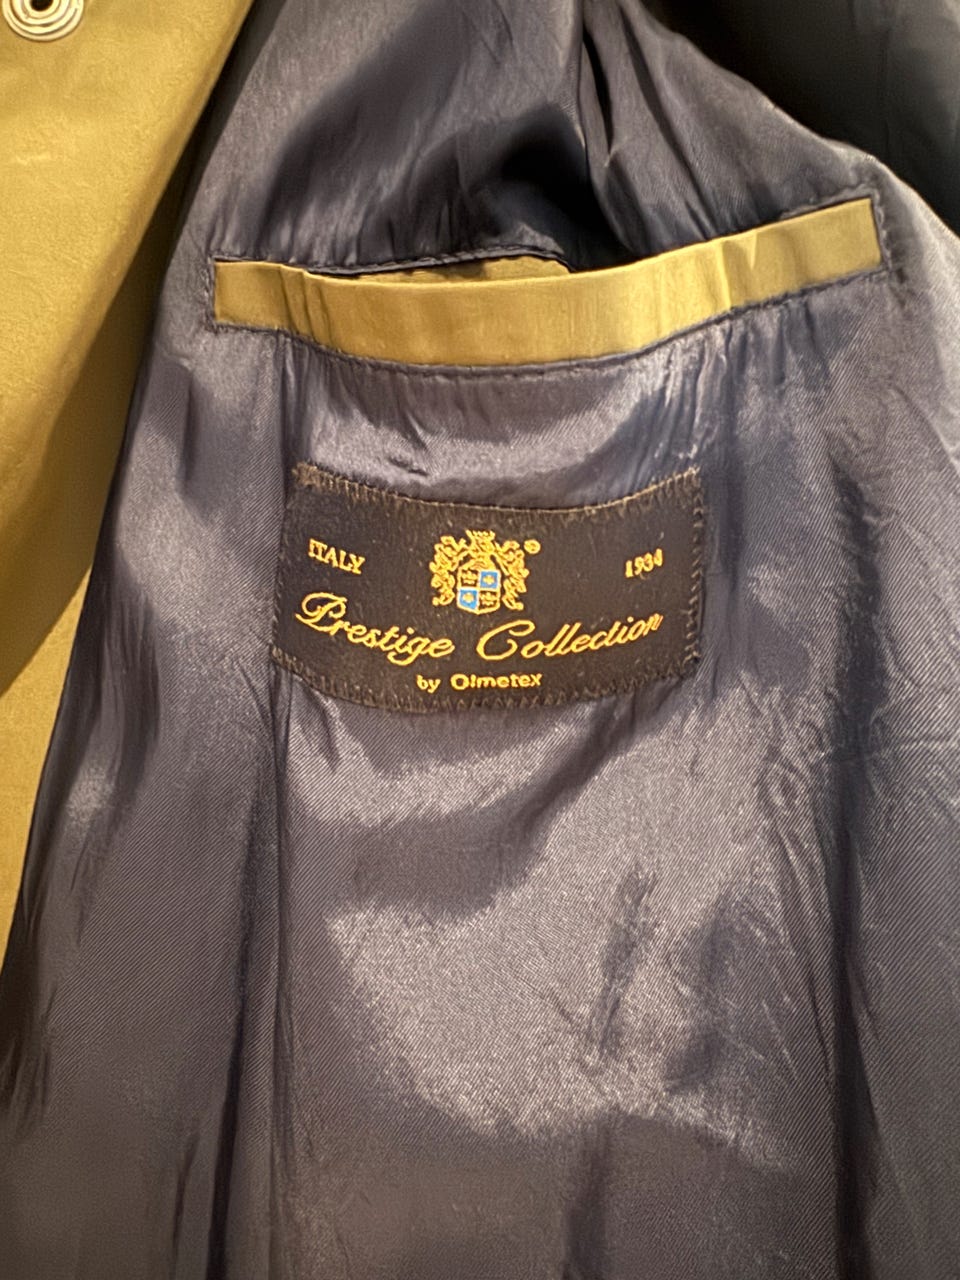 ITALY 1934
Prestige Collection
by Olmetex